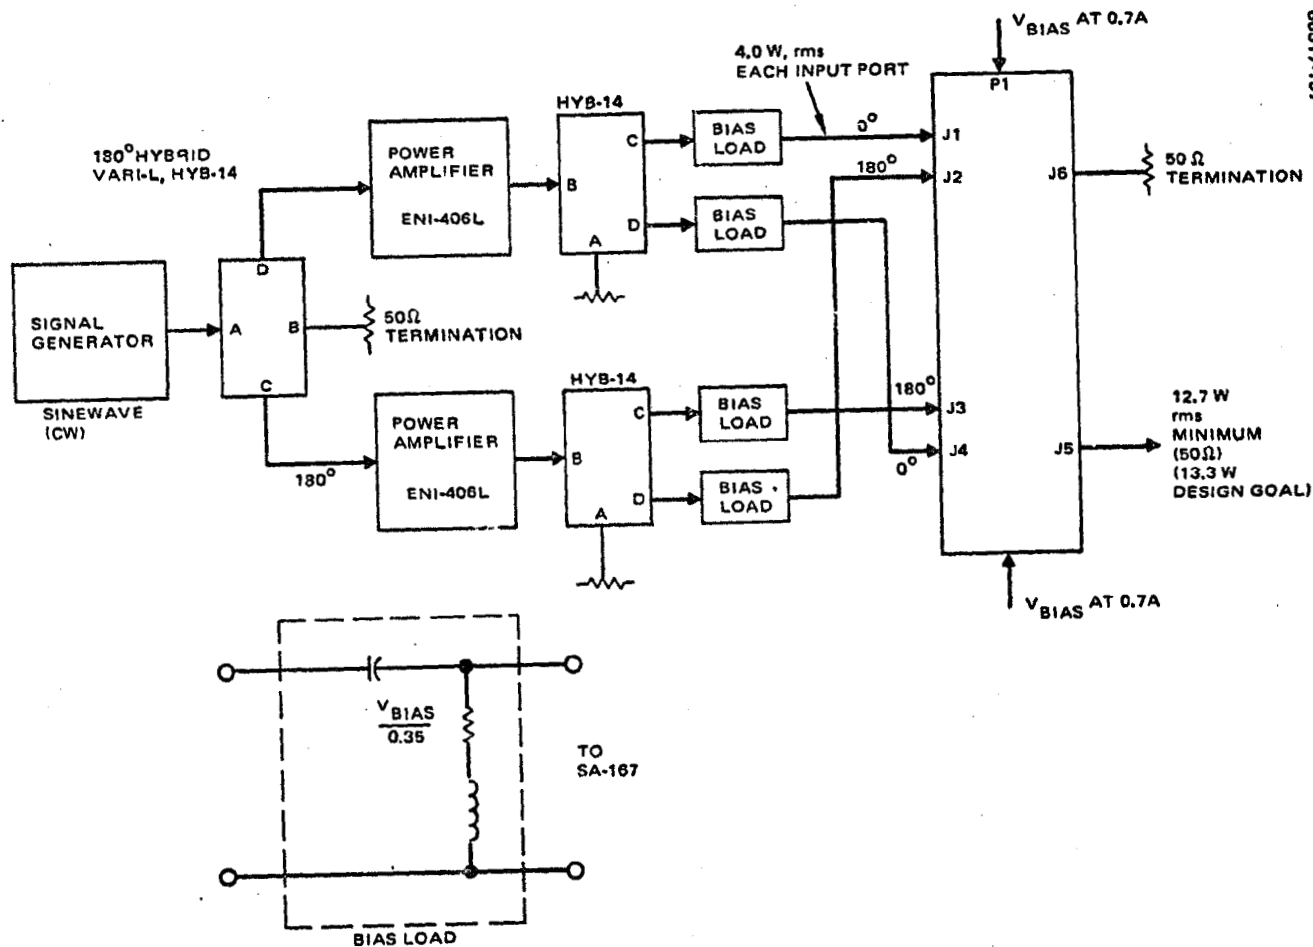 V BIAS AT 0.7A
4.0 W, rms
EACH INPUT PORT
P1
HYB-14
180° HYBRID
VARI-L, HYB-14
POWER
AMPLIFIER
ENI-406L
B
C
D
A
BIAS
LOAD
BIAS
LOAD
0°
180°
J1
J2
J6
50 Ω
TERMINATION
SIGNAL
GENERATOR
SINEWAVE
(CW)
D
A
B
C
50Ω
TERMINATION
180°
HYB-14
POWER
AMPLIFIER
ENI-406L
B
C
D
A
BIAS
LOAD
BIAS
LOAD
180°
0°
J3
J4
J5
12.7 W
rms
MINIMUM
(50Ω)
(13.3 W
DESIGN GOAL)
V BIAS AT 0.7A
V BIAS
0.35
TO
SA-167
BIAS LOAD